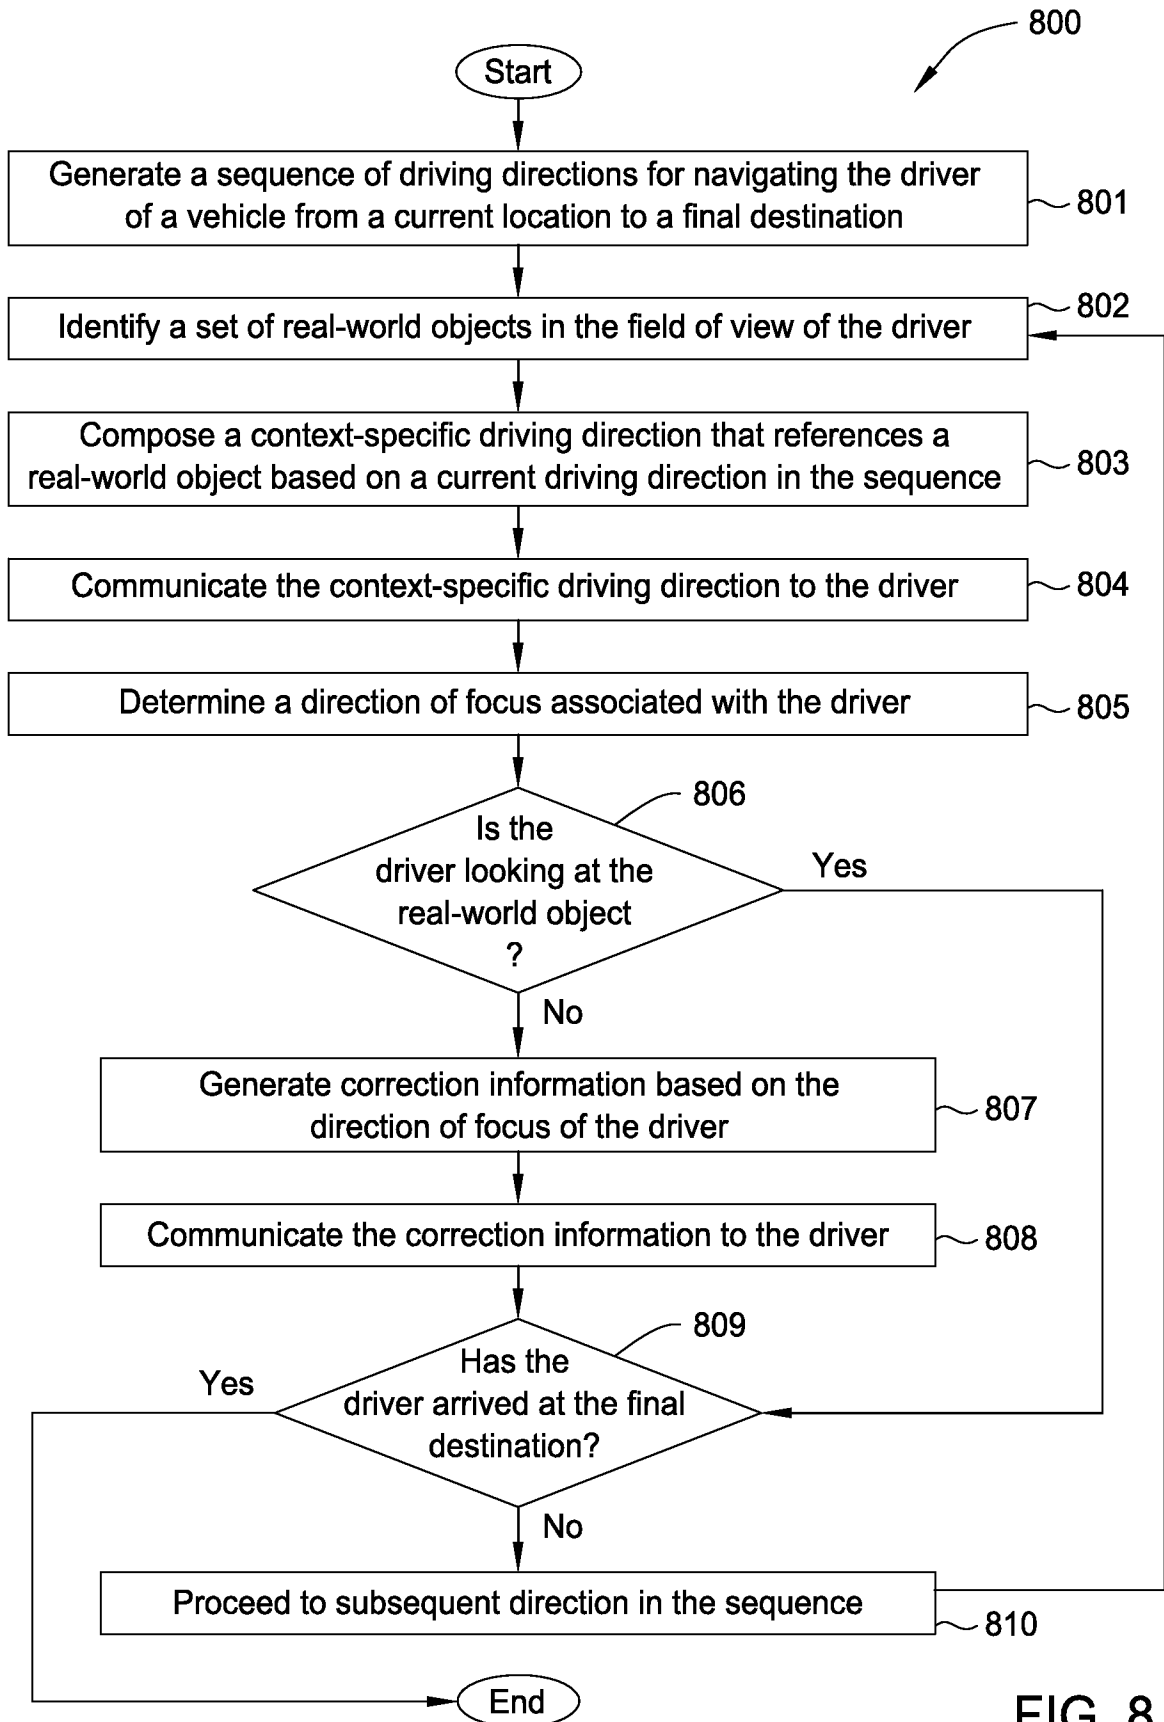 800
Start
Generate a sequence of driving directions for navigating the driver
of a vehicle from a current location to a final destination
801
802
Identify a set of real-world objects in the field of view of the driver
Compose a context-specific driving direction that references a
real-world object based on a current driving direction in the sequence
803
Communicate the context-specific driving direction to the driver
804
Determine a direction of focus associated with the driver
805
806
Is the
driver looking at the
real-world object
?
Yes
No
Generate correction information based on the
direction of focus of the driver
807
Communicate the correction information to the driver
808
809
Has the
driver arrived at the final
destination?
Yes
No
Proceed to subsequent direction in the sequence
810
End
FIG. 8